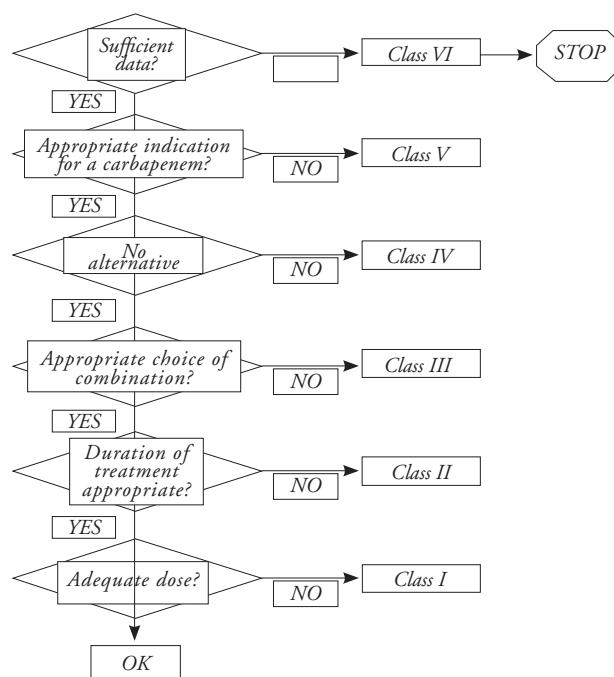 Sufficient
data?
Class VI
STOP
YES
Appropriate indication
for a carbapenem?
NO
Class V
YES
No
alternative
NO
Class IV
YES
Appropriate choice of
combination?
NO
Class III
YES
Duration of
treatment
appropriate?
NO
Class II
YES
Adequate dose?
NO
Class I
OK